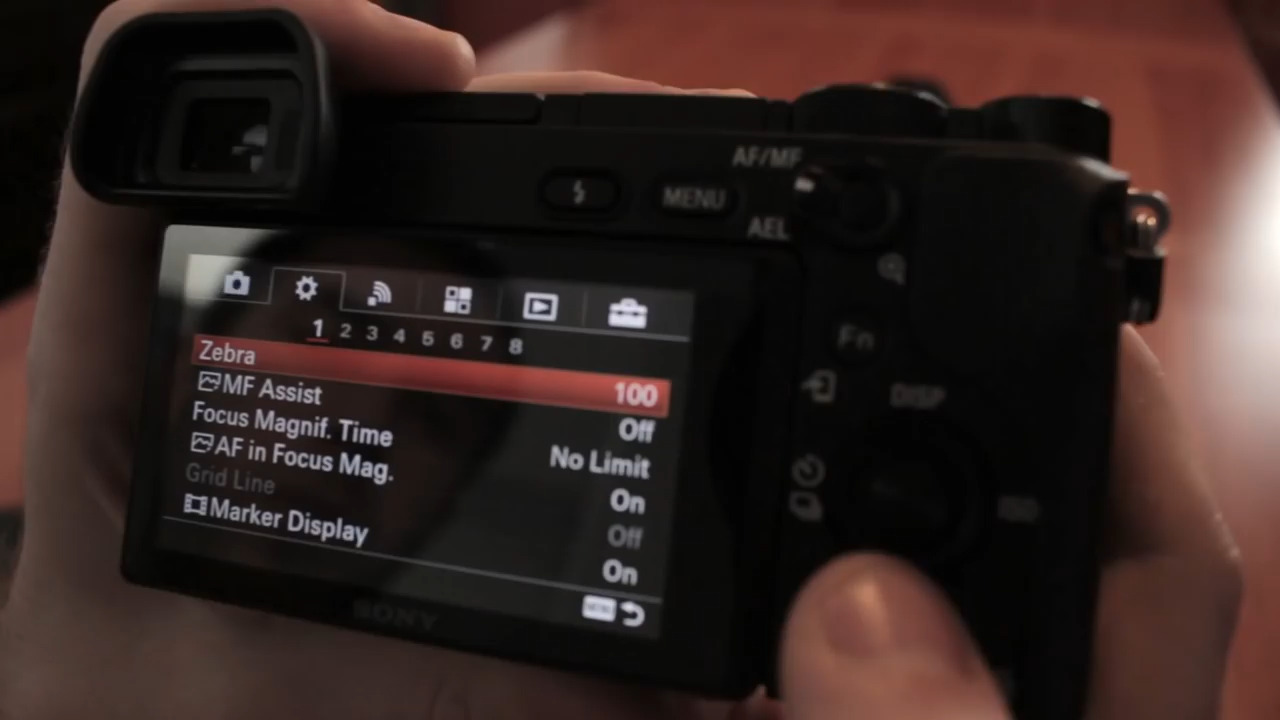 AF/MF
MENU
AEL
Fn
DISP
1 2 3 4 5 6 7 8
Zebra 100
MF Assist Off
Focus Magnif. Time No Limit
AF in Focus Mag. On
Grid Line Off
Marker Display On
MENU
SONY